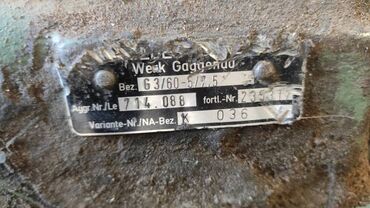 Werk Gaggenau
Bez. G3/60-5/7,5
Aggr.Nr./Le 714.088 fortl.-Nr.
Variante-Nr./NA-Bez. K 036